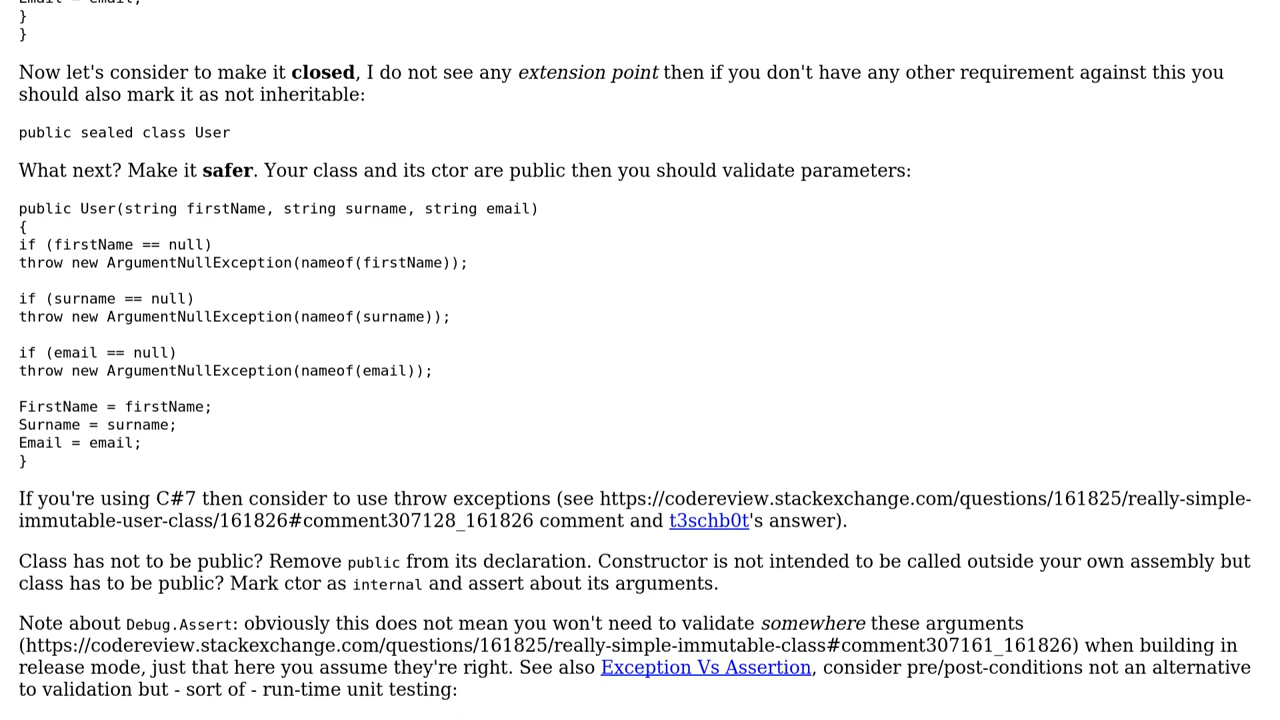 Email = email;
}
}
Now let's consider to make it closed, I do not see any extension point then if you don't have any other requirement against this you
should also mark it as not inheritable:
public sealed class User
What next? Make it safer. Your class and its ctor are public then you should validate parameters:
public User(string firstName, string surname, string email)
{
if (firstName == null)
throw new ArgumentNullException(nameof(firstName));
if (surname == null)
throw new ArgumentNullException(nameof(surname));
if (email == null)
throw new ArgumentNullException(nameof(email));
FirstName = firstName;
Surname = surname;
Email = email;
}
If you're using C#7 then consider to use throw exceptions (see https://codereview.stackexchange.com/questions/161825/really-simple-
immutable-user-class/161826#comment307128_161826 comment and t3schb0t's answer).
Class has not to be public? Remove public from its declaration. Constructor is not intended to be called outside your own assembly but
class has to be public? Mark ctor as internal and assert about its arguments.
Note about Debug.Assert: obviously this does not mean you won't need to validate somewhere these arguments
(https://codereview.stackexchange.com/questions/161825/really-simple-immutable-class#comment307161_161826) when building in
release mode, just that here you assume they're right. See also Exception Vs Assertion, consider pre/post-conditions not an alternative
to validation but - sort of - run-time unit testing: